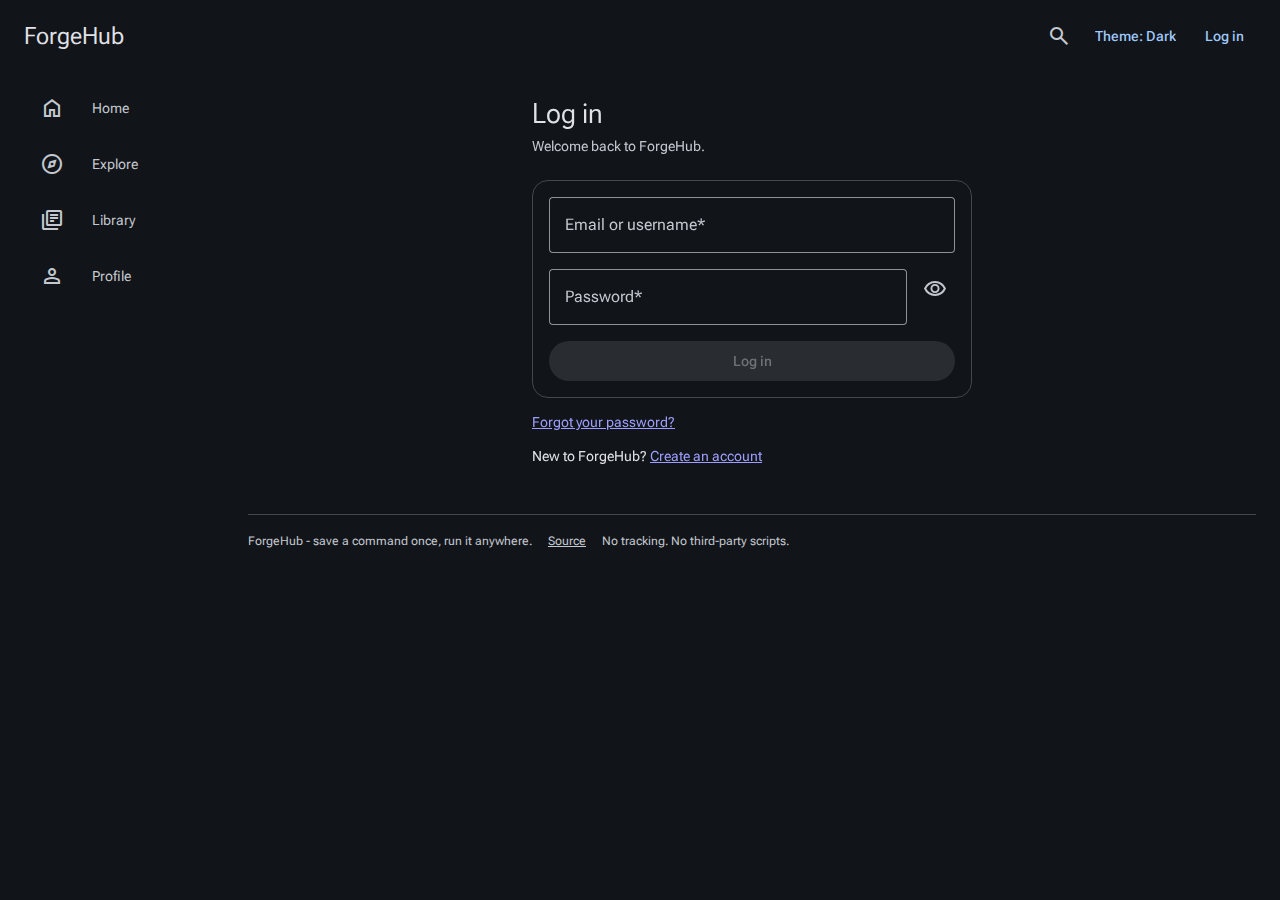 ForgeHub
Theme: Dark
Log in
Home
Explore
Library
Profile
Log in
Welcome back to ForgeHub.
Email or username*
Password*
Log in
Forgot your password?
New to ForgeHub? Create an account
ForgeHub - save a command once, run it anywhere. Source No tracking. No third-party scripts.